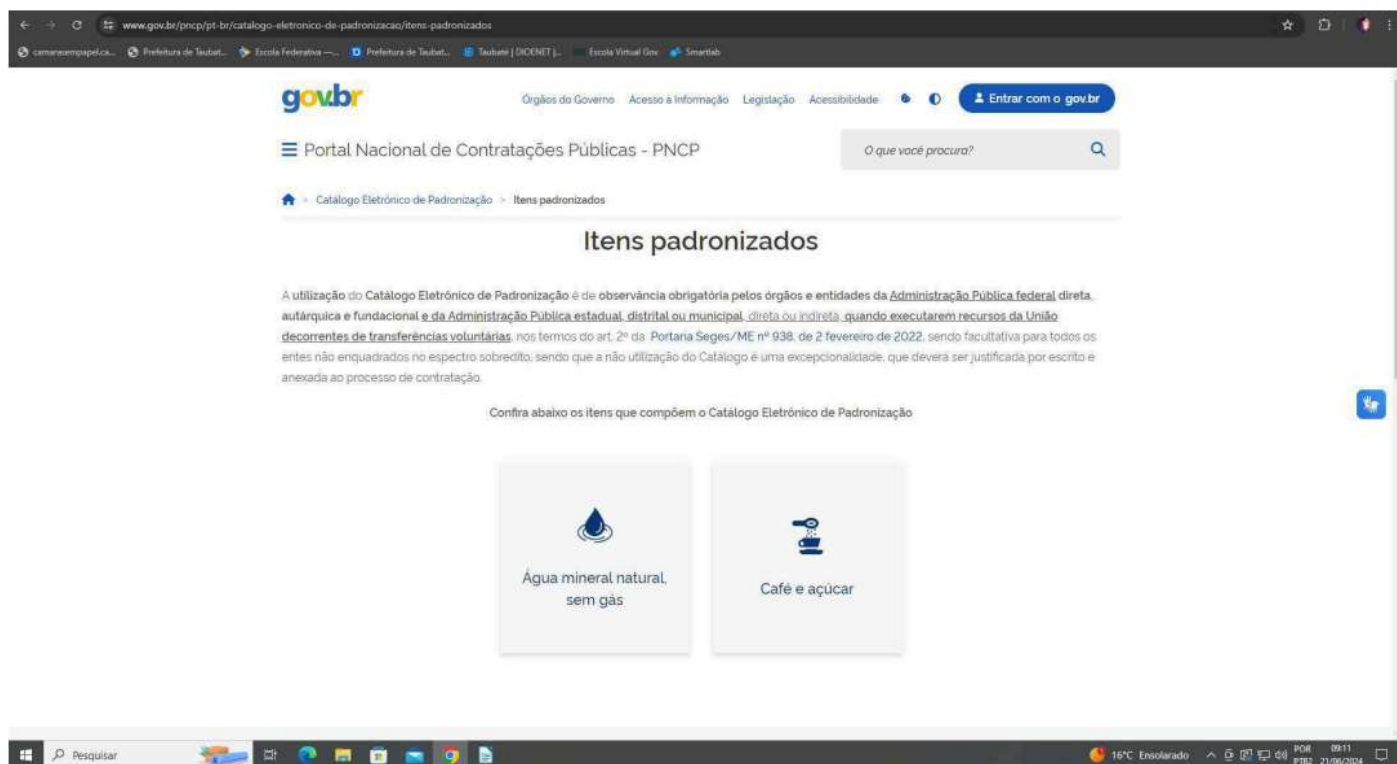 www.gov.br/pncp/pt-br/catalogo-eletronico-de-padronizacao/itens-padronizados
camarasempapel.ca... Prefeitura de Taubat... Escola Federativa —... Prefeitura de Taubat... Taubaté | DIOENET |... Escola Virtual Gov Smartlab
gov.br
Órgãos do Governo Acesso à Informação Legislação Acessibilidade Entrar com o gov.br
Portal Nacional de Contratações Públicas - PNCP O que você procura?
> Catálogo Eletrônico de Padronização > Itens padronizados
Itens padronizados
A utilização do Catálogo Eletrônico de Padronização é de observância obrigatória pelos órgãos e entidades da Administração Pública federal direta,
autárquica e fundacional e da Administração Pública estadual, distrital ou municipal, direta ou indireta, quando executarem recursos da União
decorrentes de transferências voluntárias, nos termos do art. 2º da Portaria Seges/ME nº 938, de 2 fevereiro de 2022, sendo facultativa para todos os
entes não enquadrados no espectro sobredito, sendo que a não utilização do Catálogo é uma excepcionalidade, que deverá ser justificada por escrito e
anexada ao processo de contratação.
Confira abaixo os itens que compõem o Catálogo Eletrônico de Padronização
Água mineral natural,
sem gás
Café e açúcar
Pesquisar
16°C Ensolarado
POR
PTB2
09:11
21/06/2024